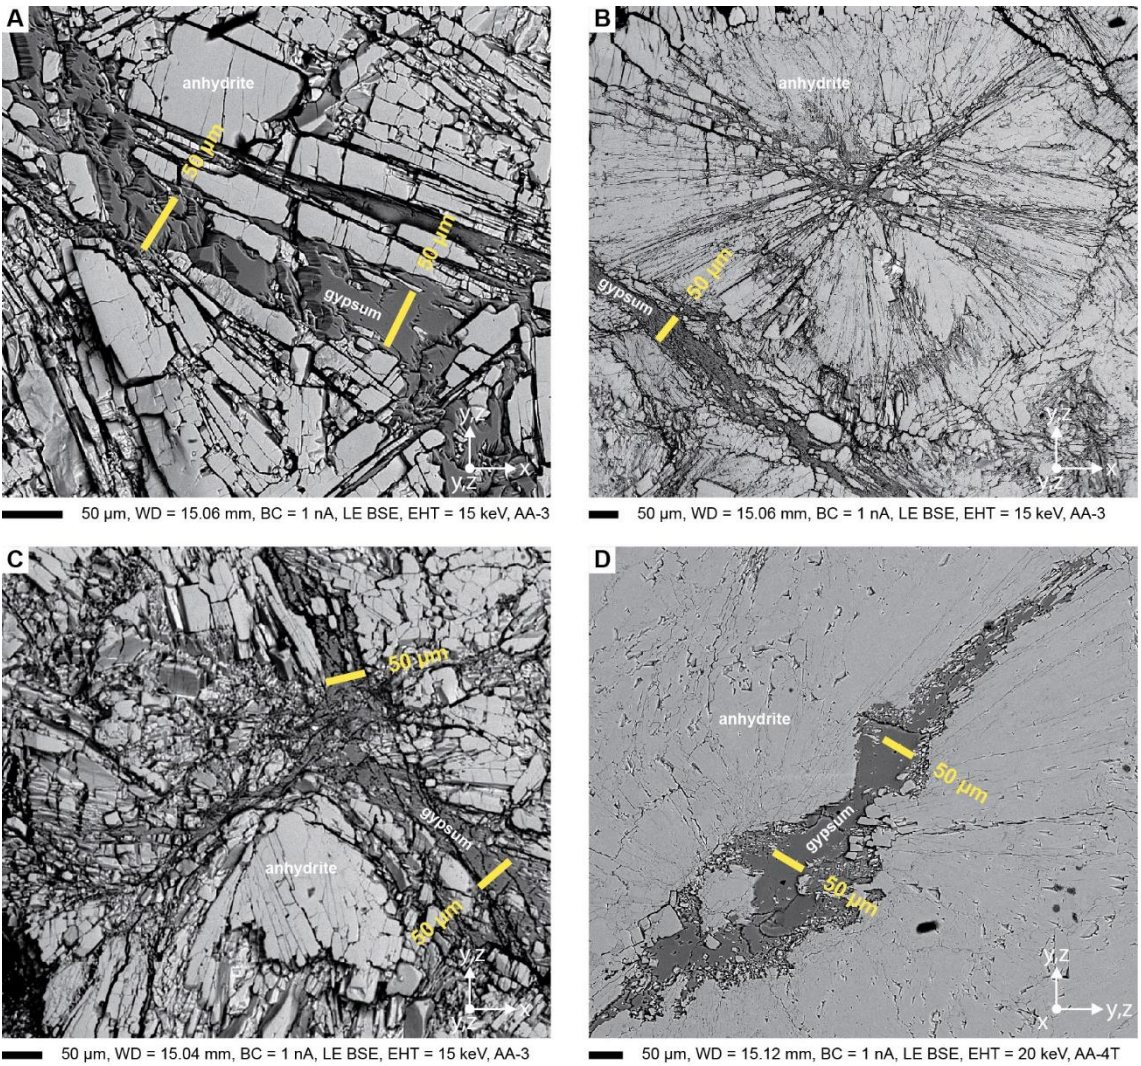 A
anhydrite
50 µm
50 µm
gypsum
y,z
x
y,z
50 µm, WD = 15.06 mm, BC = 1 nA, LE BSE, EHT = 15 keV, AA-3
B
anhydrite
50 µm
gypsum
y,z
x
y,z
50 µm, WD = 15.06 mm, BC = 1 nA, LE BSE, EHT = 15 keV, AA-3
C
50 µm
gypsum
anhydrite
50 µm
y,z
x
y,z
50 µm, WD = 15.04 mm, BC = 1 nA, LE BSE, EHT = 15 keV, AA-3
D
anhydrite
50 µm
gypsum
50 µm
y,z
y,z
x
50 µm, WD = 15.12 mm, BC = 1 nA, LE BSE, EHT = 20 keV, AA-4T